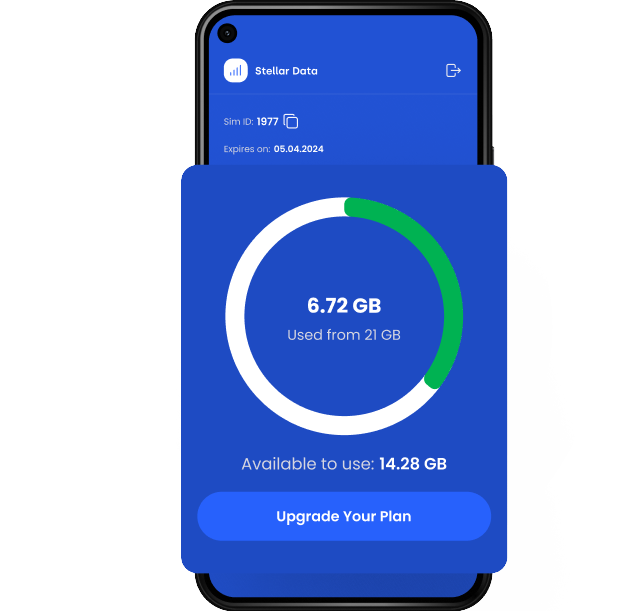 Stellar Data
Sim ID: 1977
Expires on: 05.04.2024
6.72 GB
Used from 21 GB
Available to use: 14.28 GB
Upgrade Your Plan